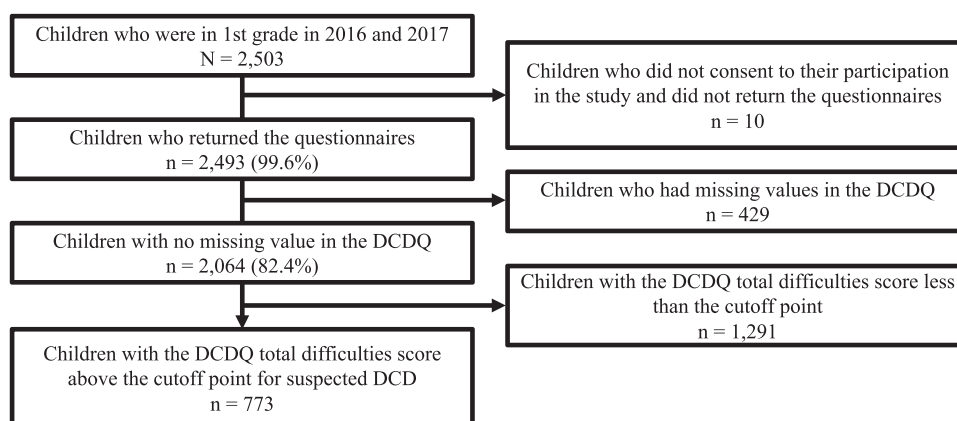 Children who were in 1st grade in 2016 and 2017
N = 2,503
Children who did not consent to their participation
in the study and did not return the questionnaires
n = 10
Children who returned the questionnaires
n = 2,493 (99.6%)
Children who had missing values in the DCDQ
n = 429
Children with no missing value in the DCDQ
n = 2,064 (82.4%)
Children with the DCDQ total difficulties score less
than the cutoff point
n = 1,291
Children with the DCDQ total difficulties score
above the cutoff point for suspected DCD
n = 773